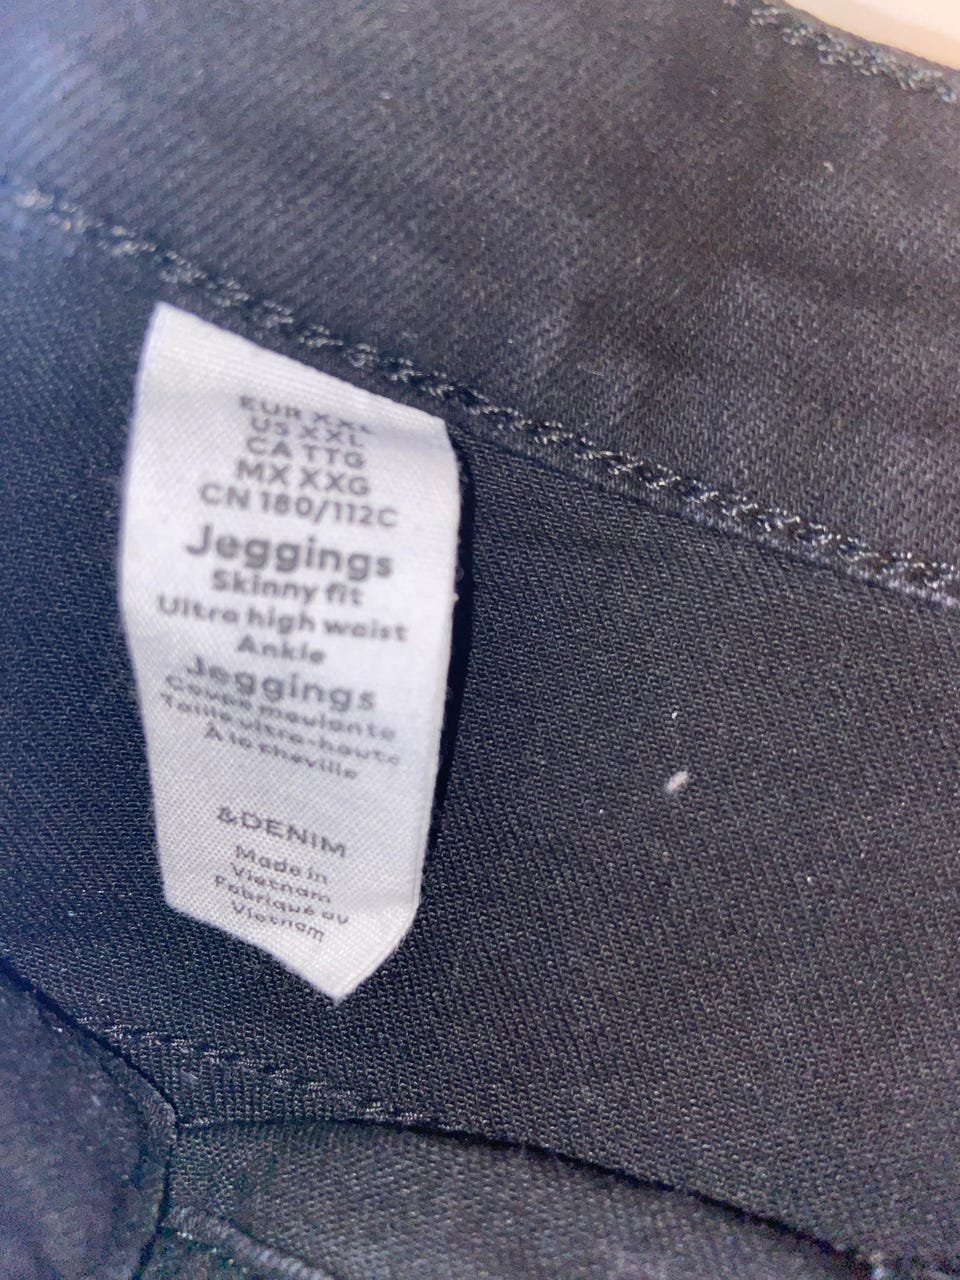 EUR XXL
US XXL
CA TTG
MX XXG
CN 180/112C
Jeggings
Skinny fit
Ultra high waist
Ankle
Jeggings
Coupe moulante
Taille ultra-haute
À la cheville
&DENIM
Made in
Vietnam
Fabriqué au
Vietnam